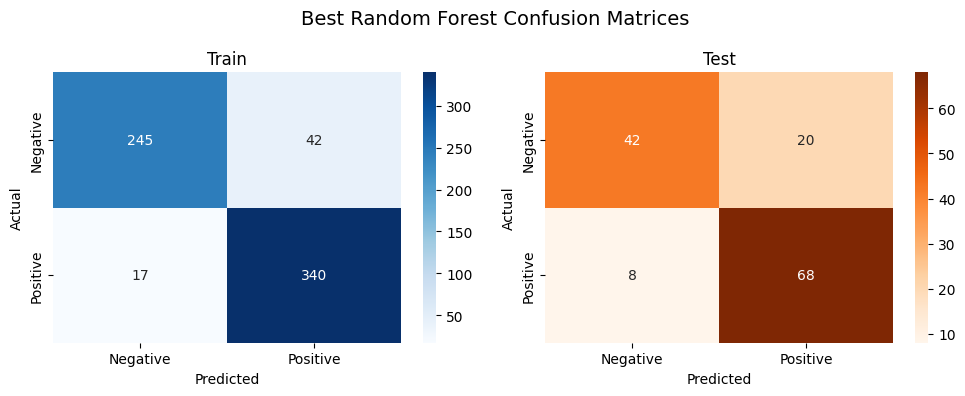 Best Random Forest Confusion Matrices
Train
Negative
Positive
Actual
245
42
17
340
Negative
Positive
Predicted
300
250
200
150
100
50
Test
Negative
Positive
Actual
42
20
8
68
Negative
Positive
Predicted
60
50
40
30
20
10